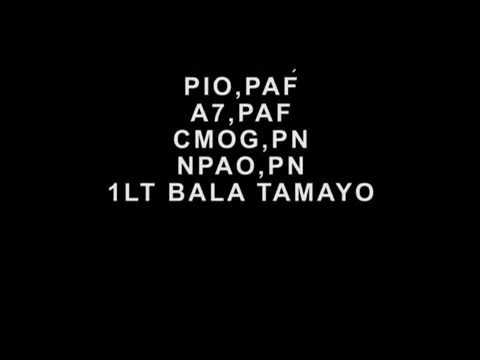 PIO,PAF
A7,PAF
CMOG,PN
NPAO,PN
1LT BALA TAMAYO